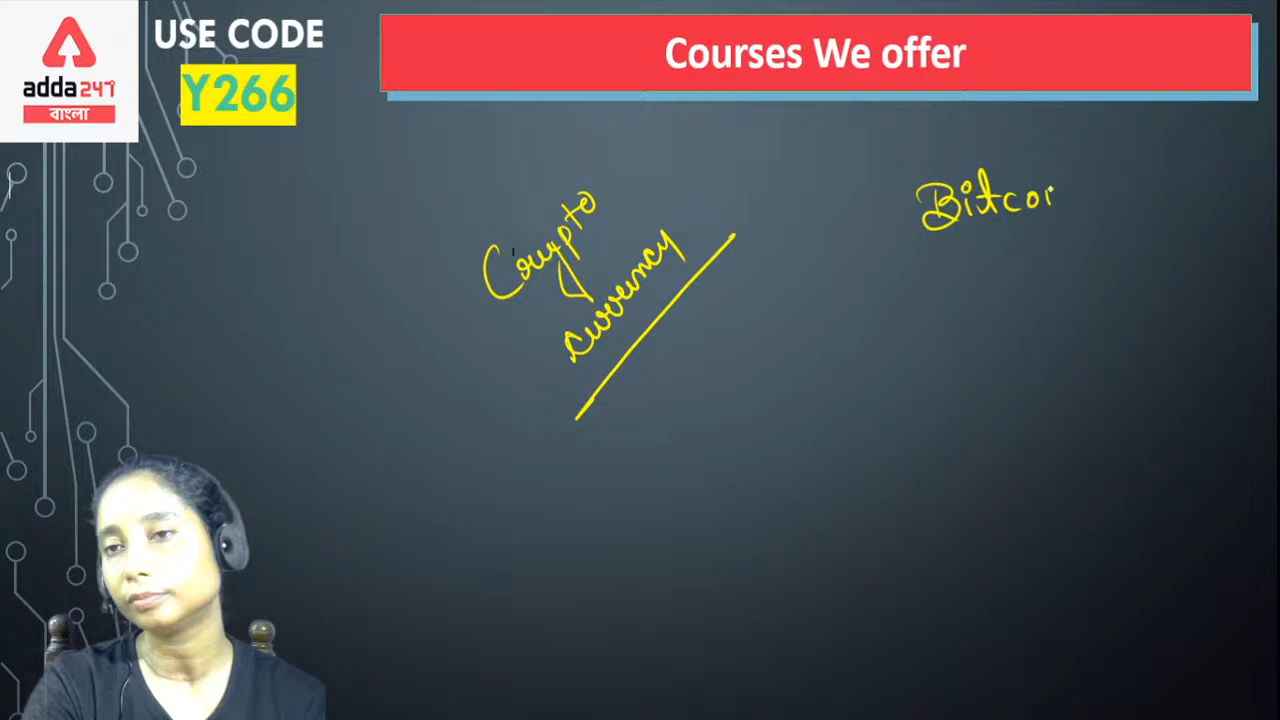 adda247
বাংলা
USE CODE
Y266
Courses We offer
Crypto
currency
Bitcoi